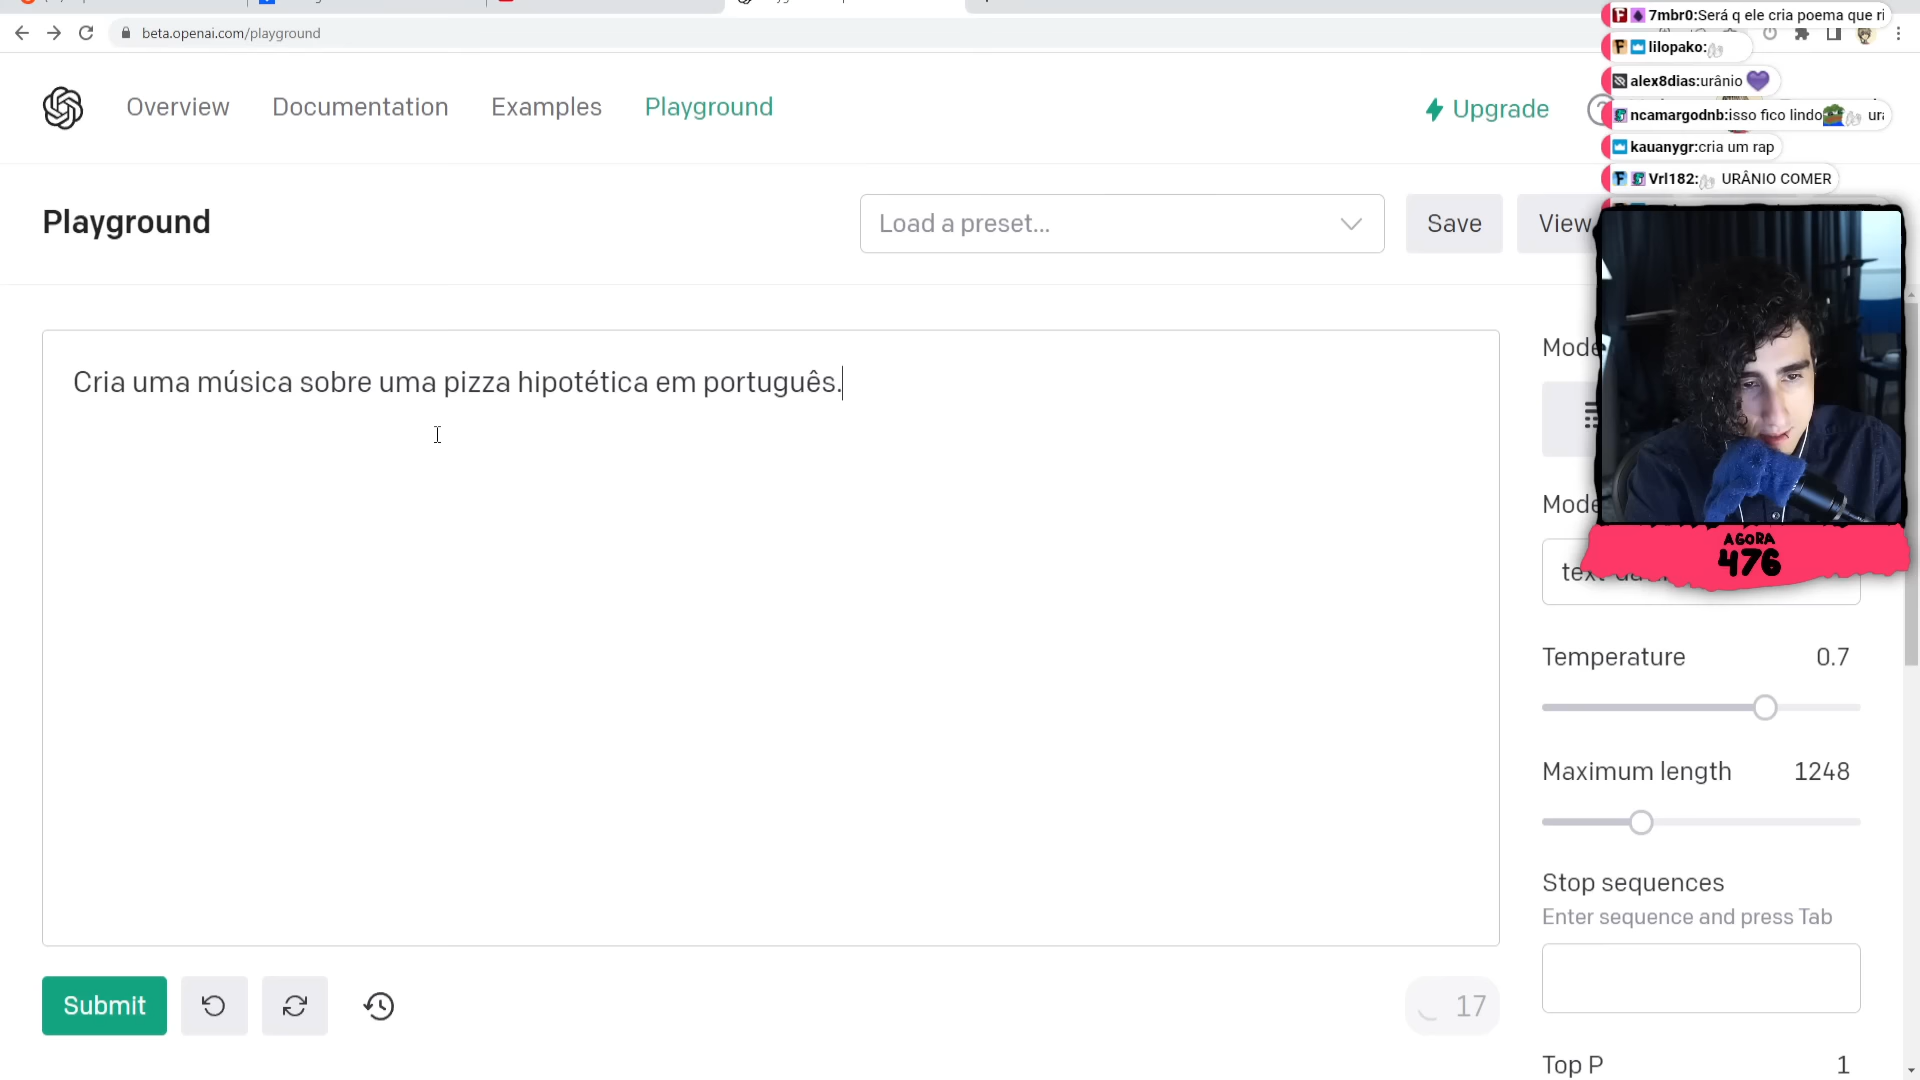 beta.openai.com/playground
Overview
Documentation
Examples
Playground
Upgrade
7mbr0:Será q ele cria poema que ri
lilopako:
alex8dias:urânio
ncamargodnb:isso fico lindo
kauanygr:cria um rap
Vrl182: URÂNIO COMER
Playground
Load a preset...
Save
View
Cria uma música sobre uma pizza hipotética em português.
AGORA
476
Temperature 0.7
Maximum length 1248
Stop sequences
Enter sequence and press Tab
Submit
17
Top P 1